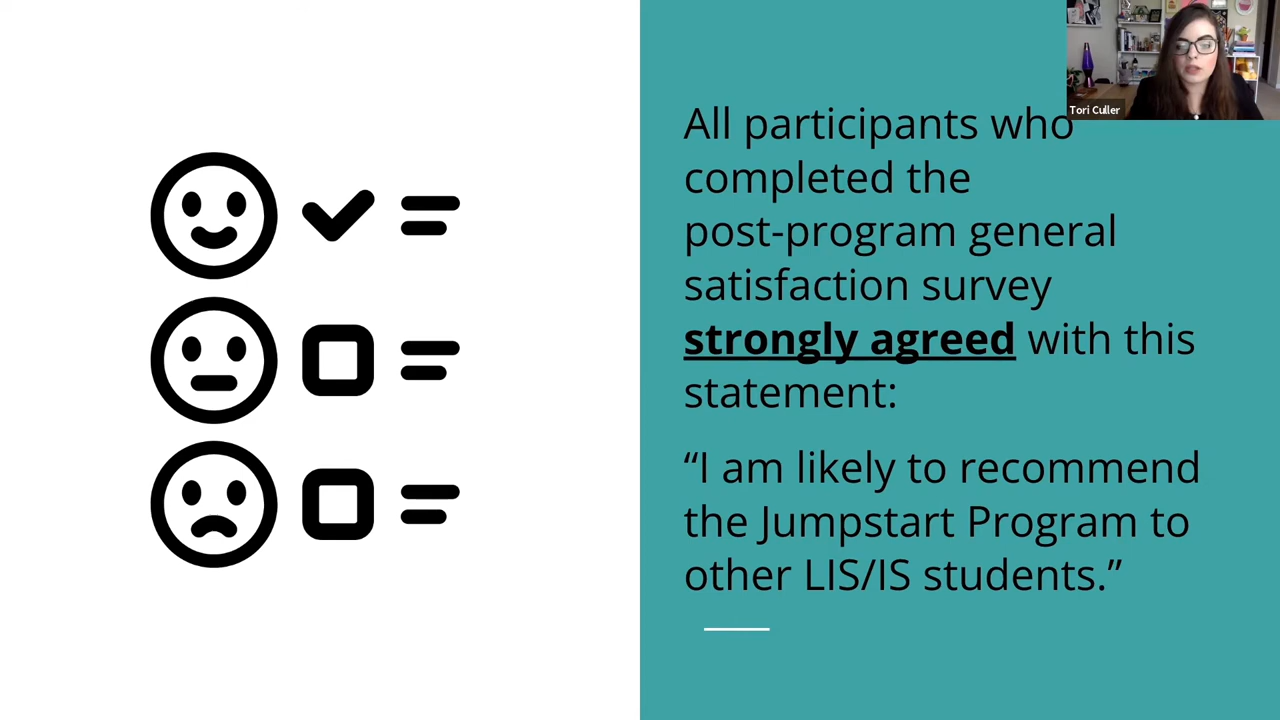 Tori Culler
All participants who
completed the
post-program general
satisfaction survey
strongly agreed with this
statement:
“I am likely to recommend
the Jumpstart Program to
other LIS/IS students.”